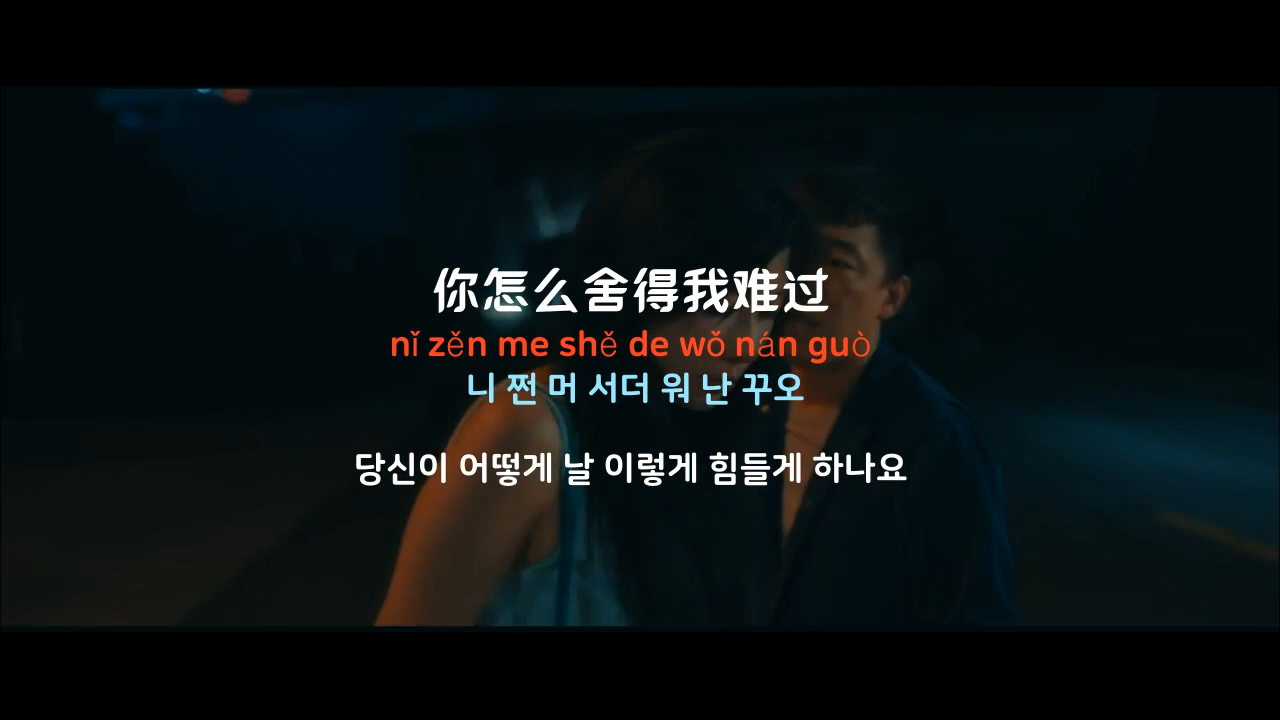 你怎么舍得我难过
nǐ zěn me shě de wǒ nán guò
니 쩐 머 서더 워 난 꾸오
당신이 어떻게 날 이렇게 힘들게 하나요